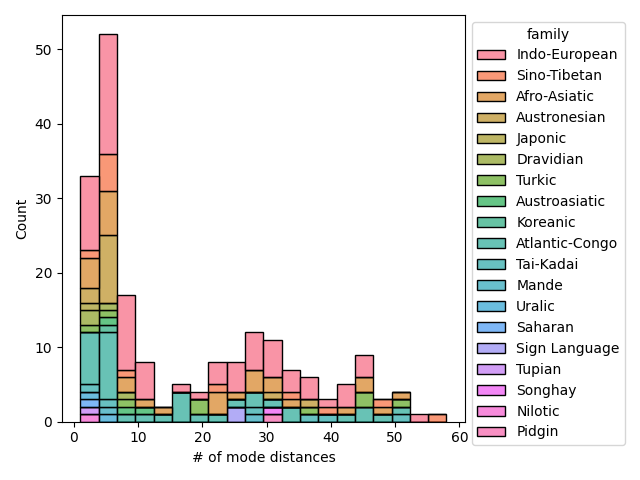 50
40
30
20
10
0
Count
0 10 20 30 40 50 60
# of mode distances
family
Indo-European
Sino-Tibetan
Afro-Asiatic
Austronesian
Japonic
Dravidian
Turkic
Austroasiatic
Koreanic
Atlantic-Congo
Tai-Kadai
Mande
Uralic
Saharan
Sign Language
Tupian
Songhay
Nilotic
Pidgin